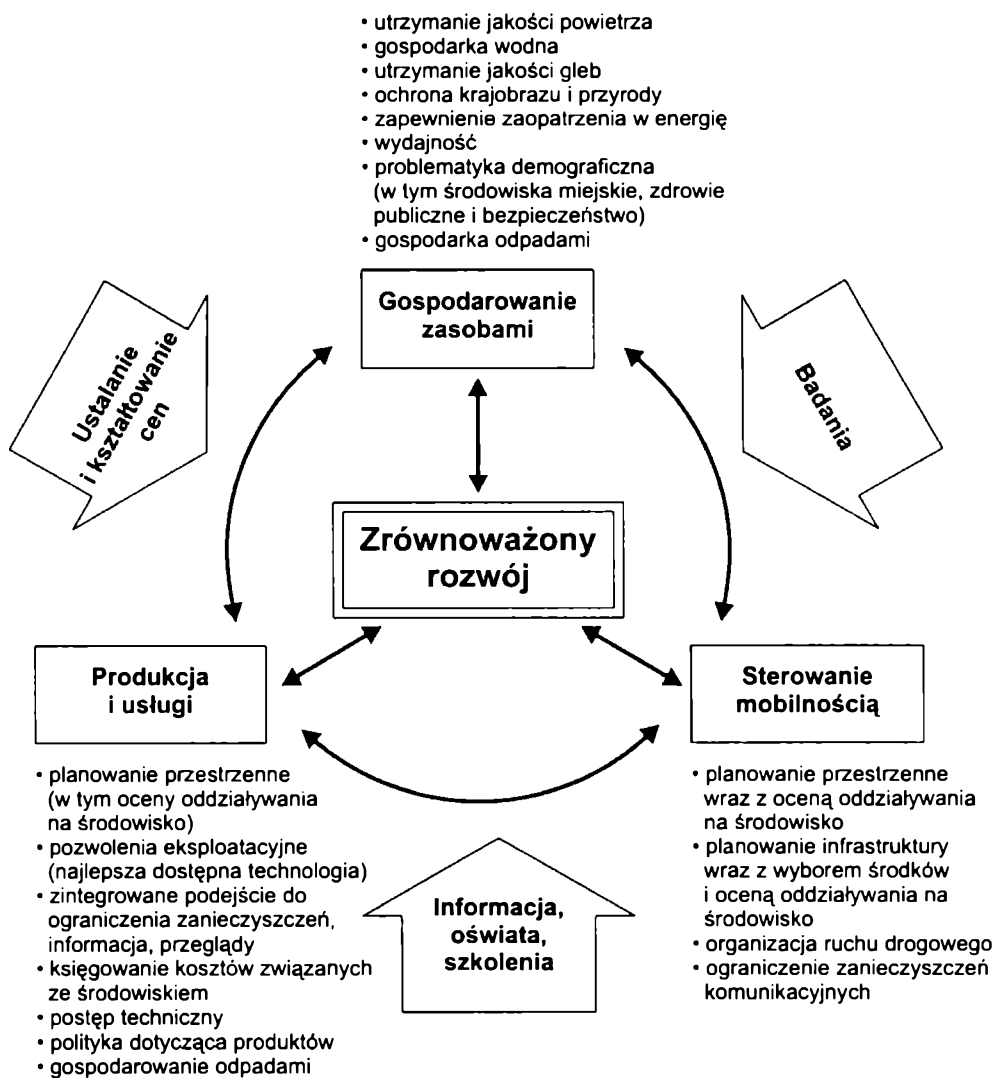 • utrzymanie jakości powietrza
• gospodarka wodna
• utrzymanie jakości gleb
• ochrona krajobrazu i przyrody
• zapewnienie zaopatrzenia w energię
• wydajność
• problematyka demograficzna
(w tym środowiska miejskie, zdrowie
publiczne i bezpieczeństwo)
• gospodarka odpadami
Gospodarowanie
zasobami
Ustalanie
i kształtowanie
cen
Badania
Zrównoważony
rozwój
Produkcja
i usługi
Sterowanie
mobilnością
• planowanie przestrzenne
(w tym oceny oddziaływania
na środowisko)
• pozwolenia eksploatacyjne
(najlepsza dostępna technologia)
• zintegrowane podejście do
ograniczenia zanieczyszczeń,
informacja, przeglądy
• księgowanie kosztów związanych
ze środowiskiem
• postęp techniczny
• polityka dotycząca produktów
• gospodarowanie odpadami
Informacja,
oświata,
szkolenia
• planowanie przestrzenne
wraz z oceną oddziaływania
na środowisko
• planowanie infrastruktury
wraz z wyborem środków
i oceną oddziaływania na
środowisko
• organizacja ruchu drogowego
• ograniczenie zanieczyszczeń
komunikacyjnych